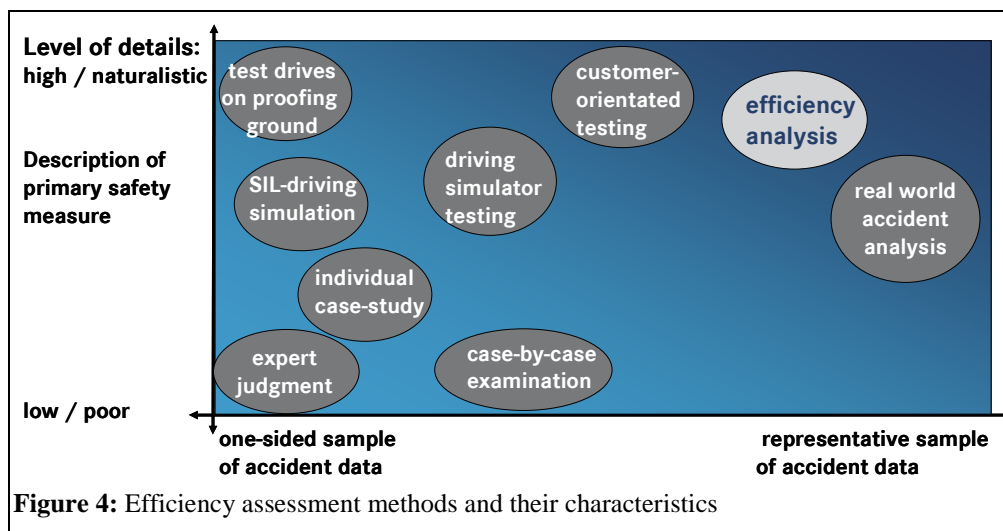 Level of details:
high / naturalistic
Description of
primary safety
measure
low / poor
test drives
on proofing
ground
customer-
orientated
testing
efficiency
analysis
SIL-driving
simulation
driving
simulator
testing
real world
accident
analysis
individual
case-study
expert
judgment
case-by-case
examination
one-sided sample
of accident data
representative sample
of accident data
Figure 4: Efficiency assessment methods and their characteristics